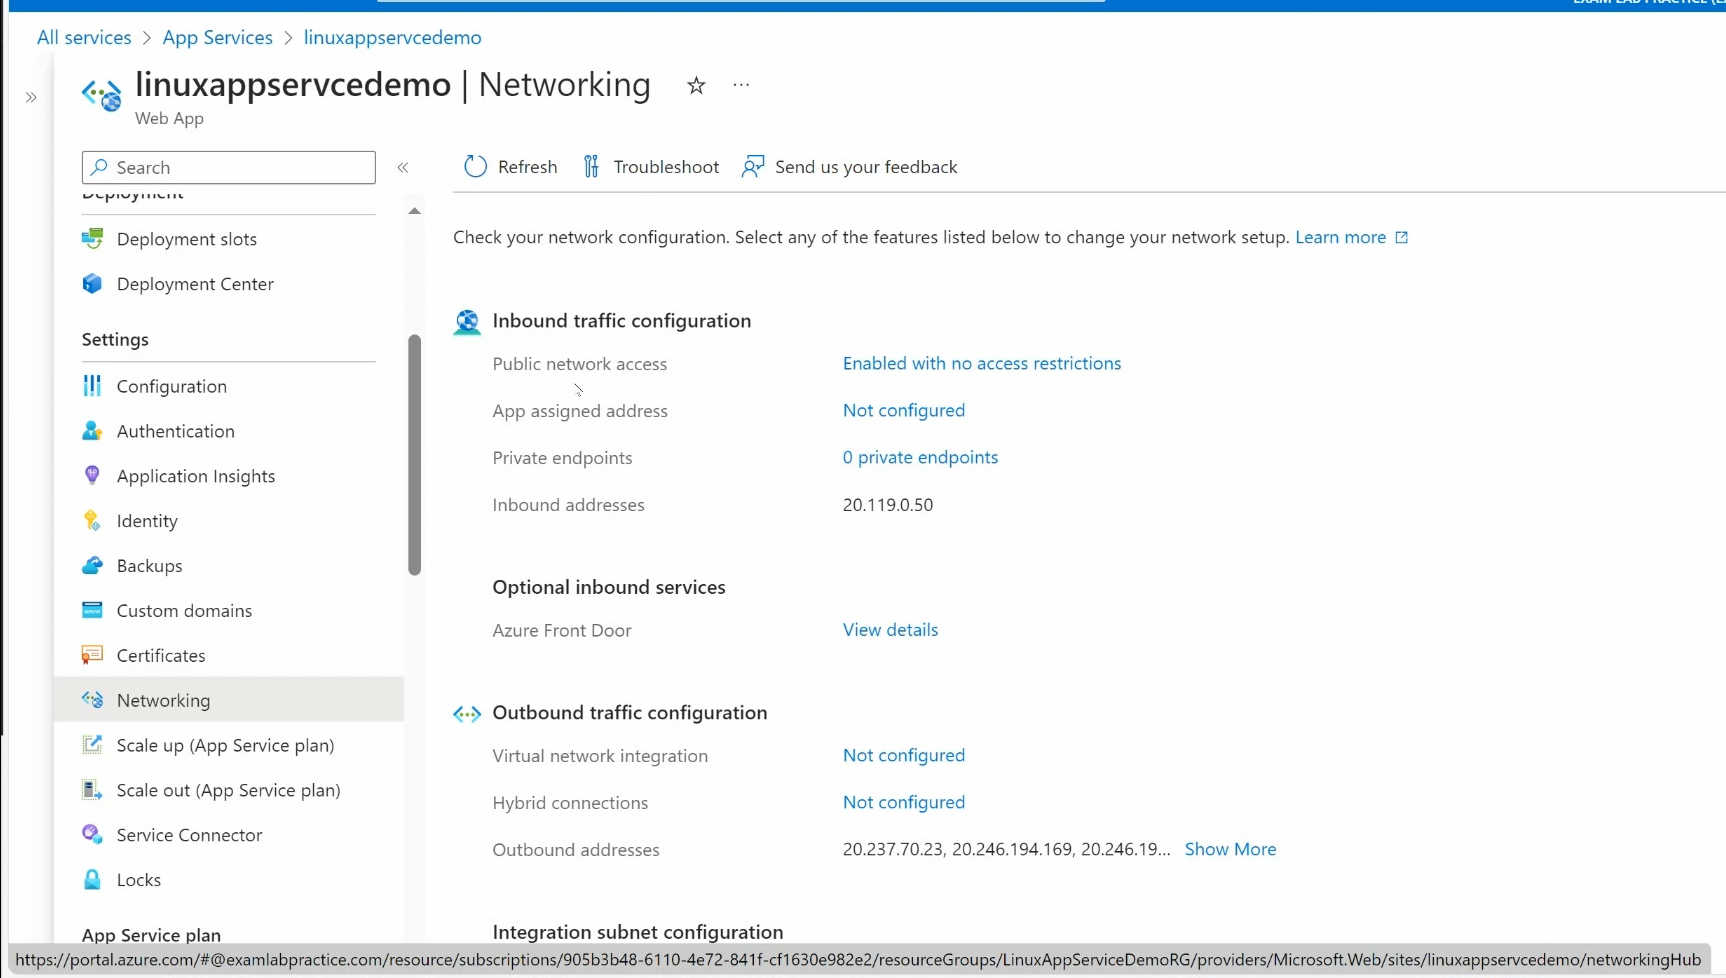 EXAM LAB PRACTICE
All services > App Services > linuxappservcedemo
linuxappservcedemo | Networking
Web App
Search
Refresh
Troubleshoot
Send us your feedback
Deployment
Deployment slots
Deployment Center
Settings
Configuration
Authentication
Application Insights
Identity
Backups
Custom domains
Certificates
Networking
Scale up (App Service plan)
Scale out (App Service plan)
Service Connector
Locks
App Service plan
Check your network configuration. Select any of the features listed below to change your network setup. Learn more
Inbound traffic configuration
Public network access Enabled with no access restrictions
App assigned address Not configured
Private endpoints 0 private endpoints
Inbound addresses 20.119.0.50
Optional inbound services
Azure Front Door View details
Outbound traffic configuration
Virtual network integration Not configured
Hybrid connections Not configured
Outbound addresses 20.237.70.23, 20.246.194.169, 20.246.19... Show More
Integration subnet configuration
https://portal.azure.com/#@examlabpractice.com/resource/subscriptions/905b3b48-6110-4e72-841f-cf1630e982e2/resourceGroups/LinuxAppServiceDemoRG/providers/Microsoft.Web/sites/linuxappservcedemo/networkingHub